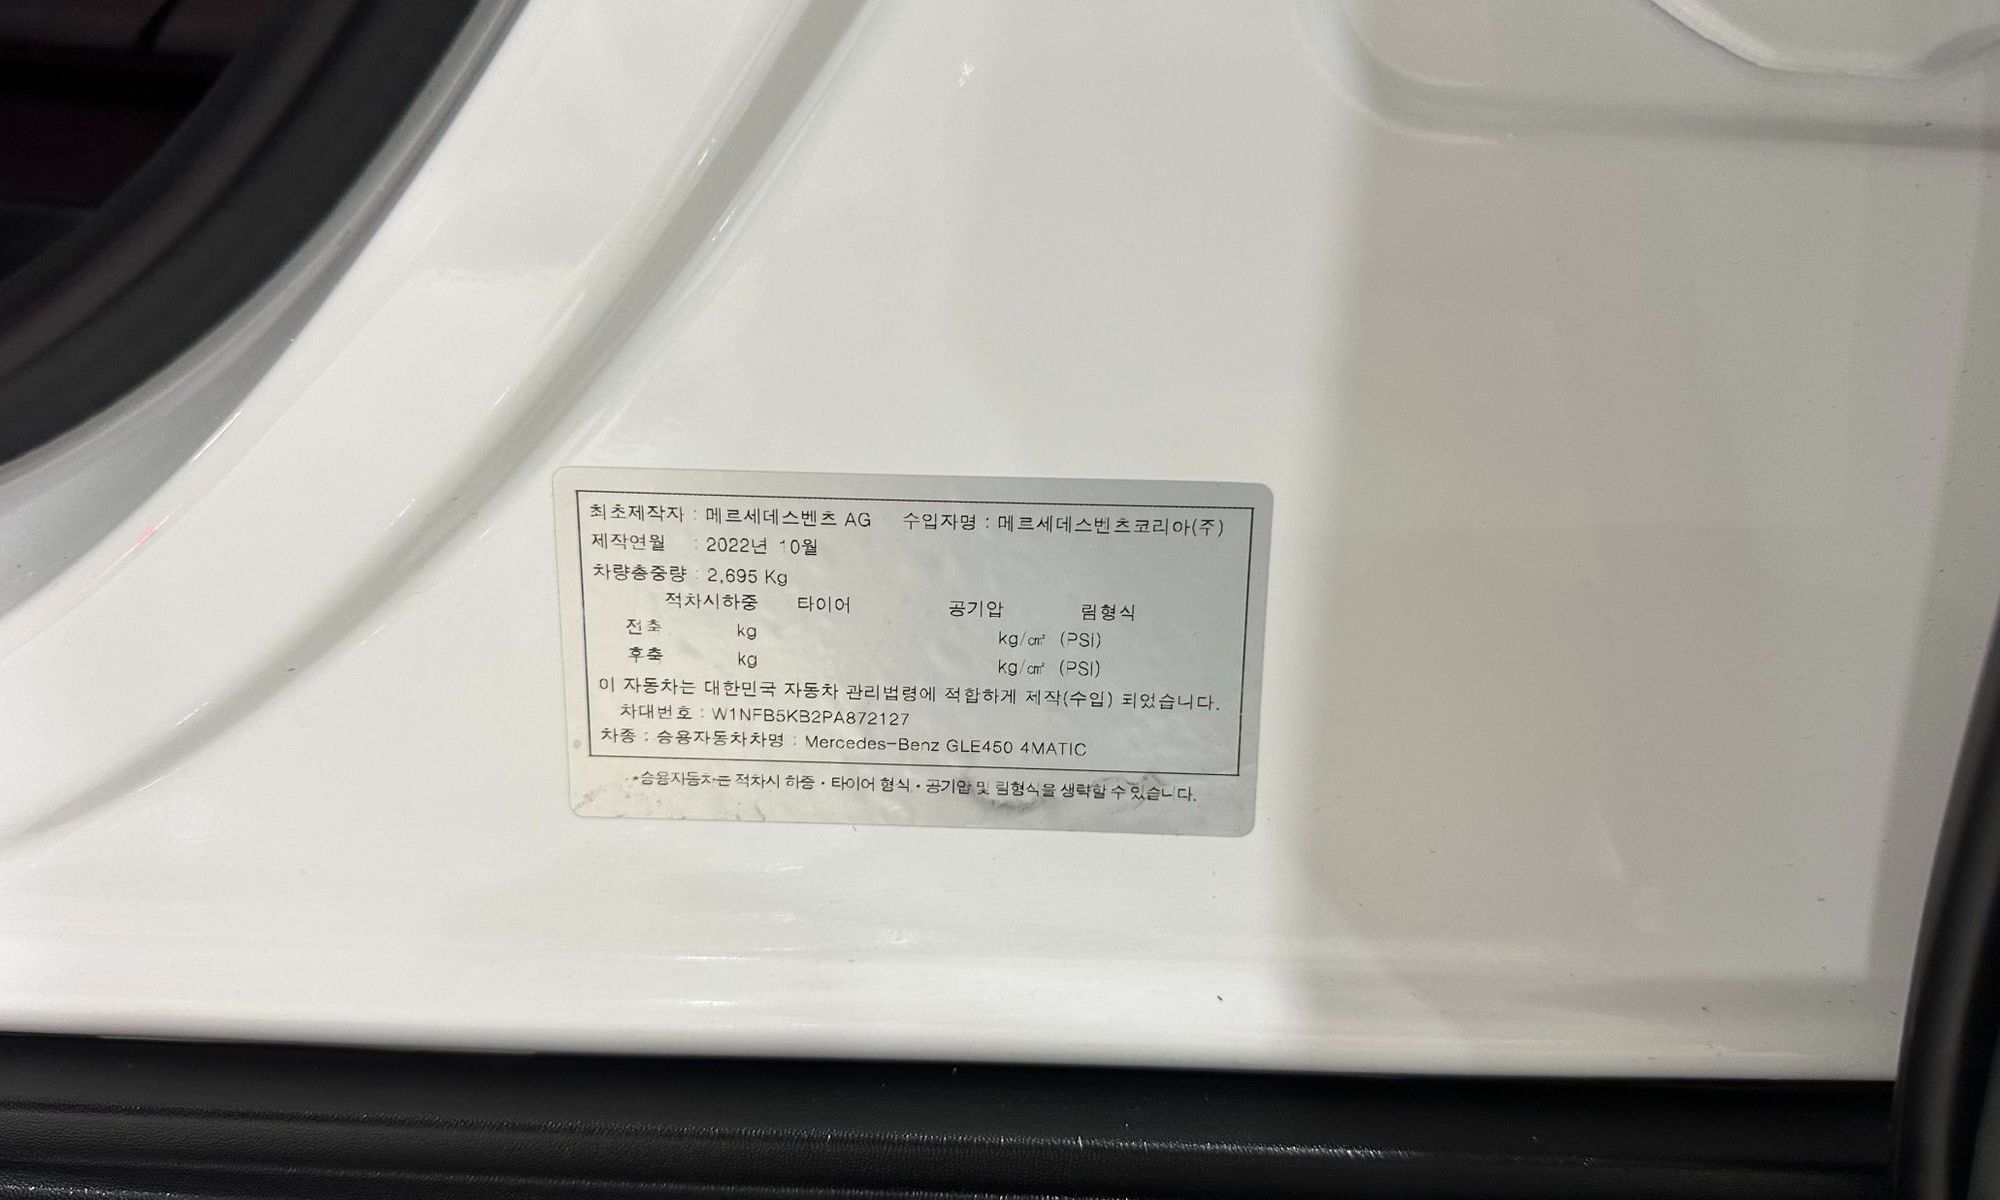 최초제작자 : 메르세데스벤츠 AG 수입자명 : 메르세데스벤츠코리아(주)
제작연월 : 2022년 10월
차량총중량 : 2,695 Kg
적차시하중 타이어 공기압 림형식
전축 kg kg/㎠ (PSI)
후축 kg kg/㎠ (PSI)
이 자동차는 대한민국 자동차 관리법령에 적합하게 제작(수입) 되었습니다.
차대번호 : W1NFB5KB2PA872127
차종 : 승용자동차차명 : Mercedes-Benz GLE450 4MATIC
*승용자동차는 적차시 하중·타이어 형식·공기압 및 림형식을 생략할 수 있습니다.